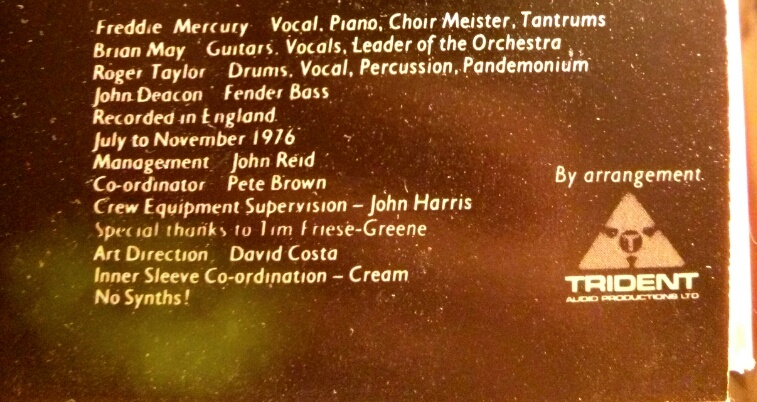 Freddie Mercury Vocal, Piano, Choir Meister, Tantrums
Brian May Guitars, Vocals, Leader of the Orchestra
Roger Taylor Drums, Vocal, Percussion, Pandemonium
John Deacon Fender Bass
Recorded in England
July to November 1976
Management John Reid
Co-ordinator Pete Brown
Crew Equipment Supervision – John Harris
Special thanks to Tim Friese-Greene
Art Direction David Costa
Inner Sleeve Co-ordination – Cream
No Synths!
By arrangement
T
TRIDENT
AUDIO PRODUCTIONS LTD